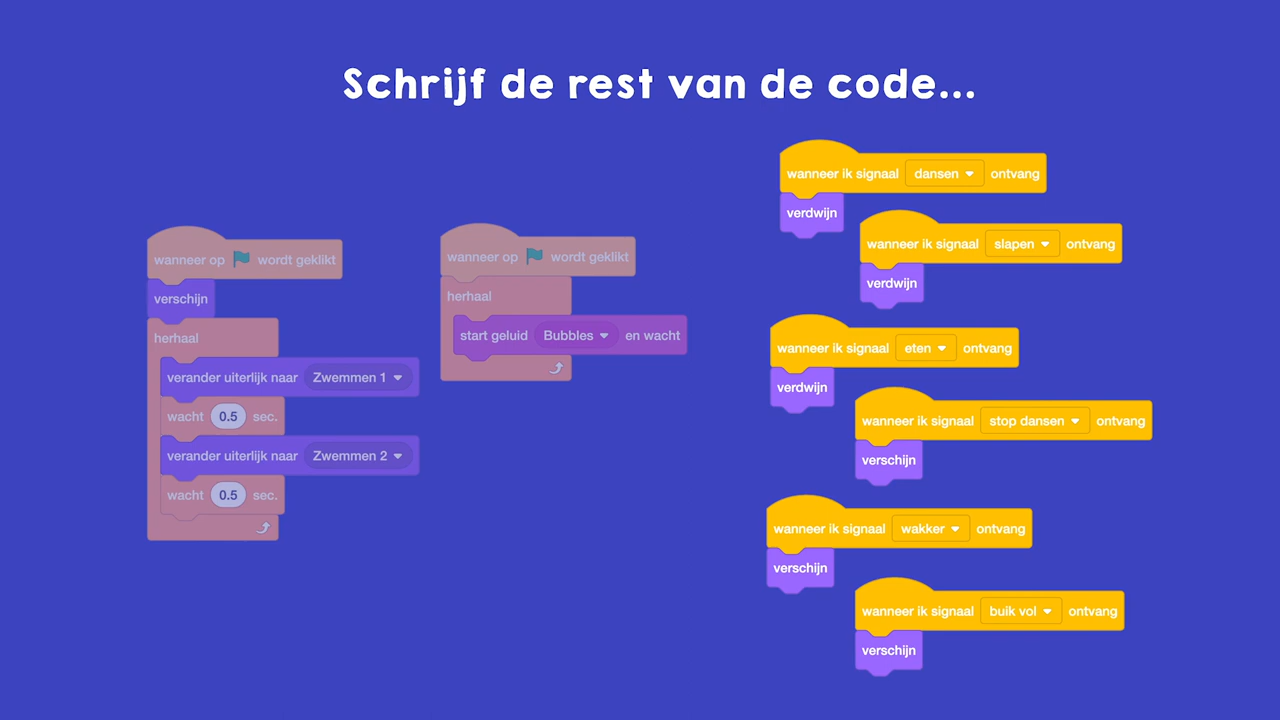 Schrijf de rest van de code...
wanneer op wordt geklikt
verschijn
herhaal
verander uiterlijk naar Zwemmen 1
wacht 0.5 sec.
verander uiterlijk naar Zwemmen 2
wacht 0.5 sec.
wanneer op wordt geklikt
herhaal
start geluid Bubbles en wacht
wanneer ik signaal dansen ontvang
verdwijn
wanneer ik signaal slapen ontvang
verdwijn
wanneer ik signaal eten ontvang
verdwijn
wanneer ik signaal stop dansen ontvang
verschijn
wanneer ik signaal wakker ontvang
verschijn
wanneer ik signaal buik vol ontvang
verschijn